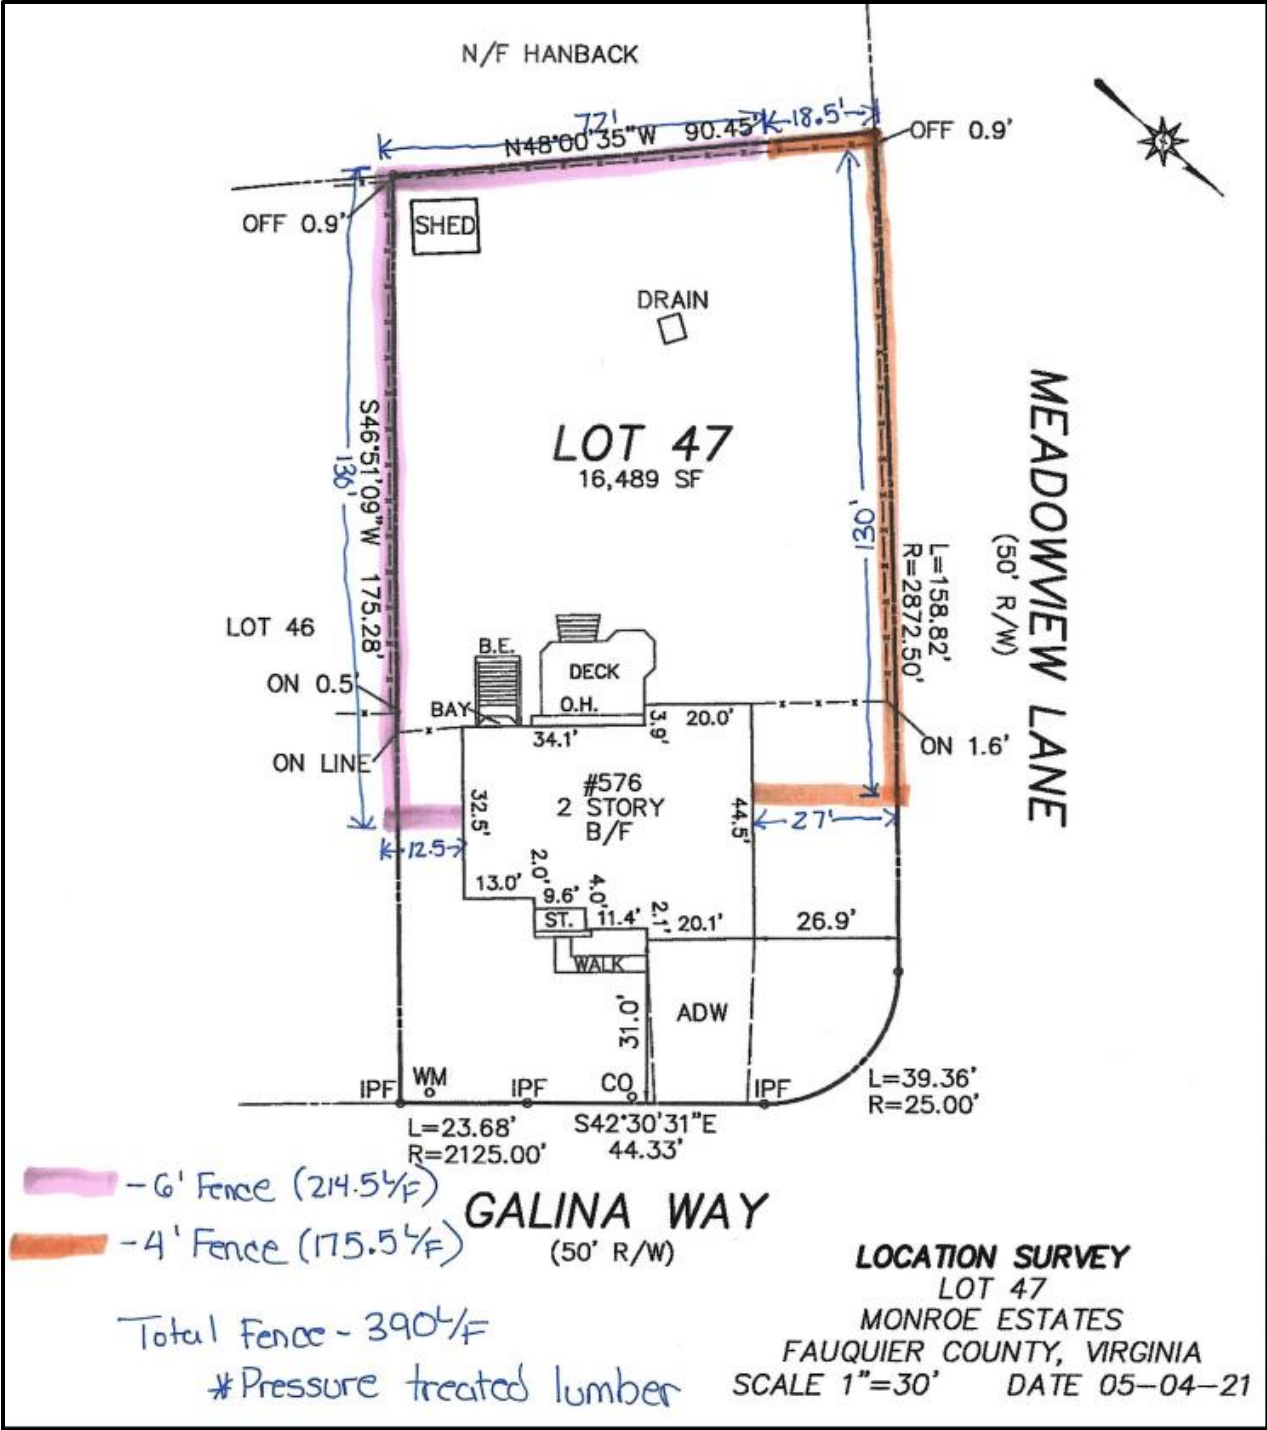 N/F HANBACK
72'
18.5'
N48°00'35"W 90.45'
OFF 0.9'
OFF 0.9'
SHED
DRAIN
LOT 47
16,489 SF
S46°51'09"W 175.28'
136'
130'
L=158.82'
R=2872.50'
MEADOWVIEW LANE
(50' R/W)
LOT 46
B.E.
DECK
ON 0.5'
BAY
O.H.
3.9'
20.0'
34.1'
ON LINE
ON 1.6'
#576
2 STORY
B/F
32.5'
44.5'
27'
12.5
13.0'
2.0'
9.6'
4.0'
ST.
11.4'
2.1'
20.1'
26.9'
WALK
31.0'
ADW
IPF
WM
IPF
CO
IPF
L=39.36'
R=25.00'
L=23.68'
R=2125.00'
S42°30'31"E
44.33'
- 6' Fence (214.5 L/F)
- 4' Fence (175.5 L/F)
GALINA WAY
(50' R/W)
Total Fence - 390 L/F
*Pressure treated lumber
LOCATION SURVEY
LOT 47
MONROE ESTATES
FAUQUIER COUNTY, VIRGINIA
SCALE 1"=30' DATE 05-04-21